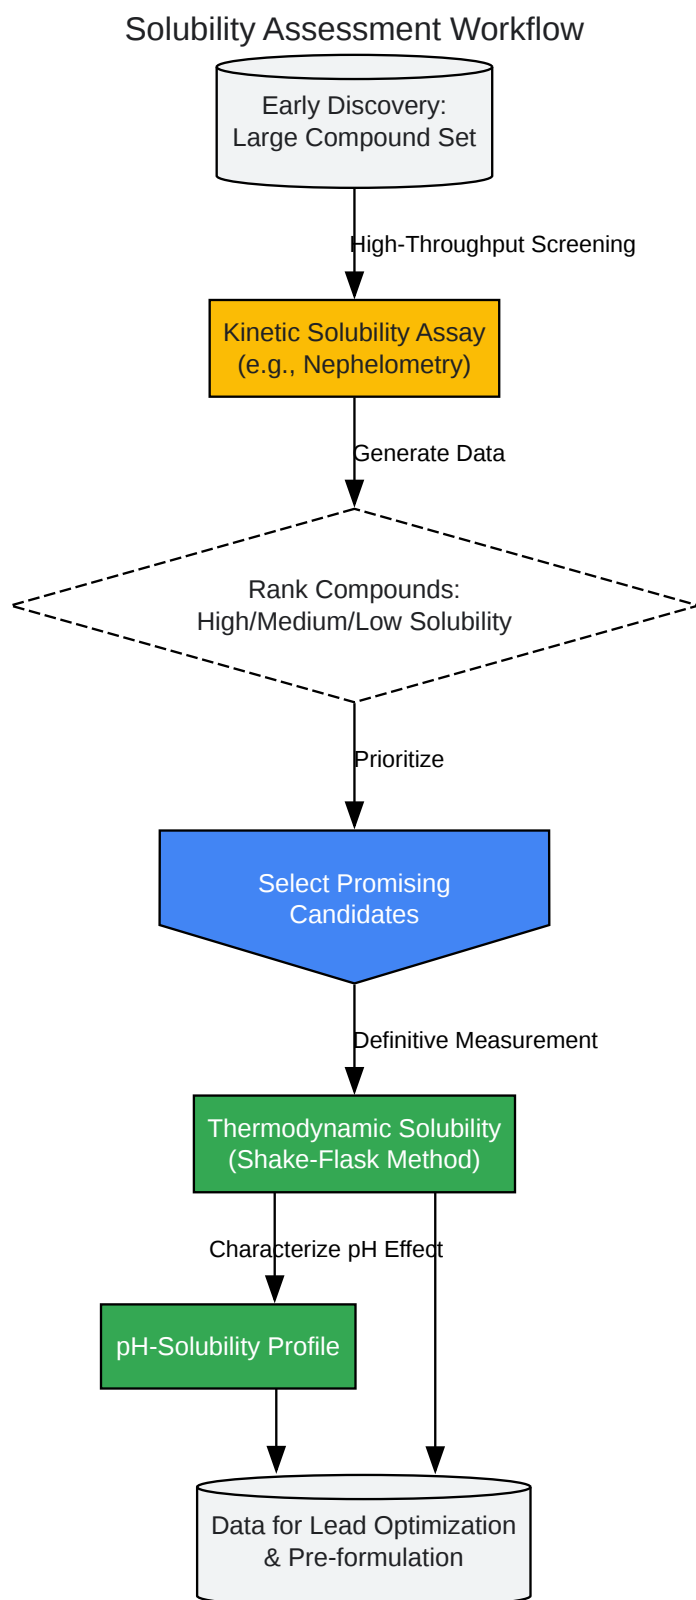 Solubility Assessment Workflow
Early Discovery:
Large Compound Set
High-Throughput Screening
Kinetic Solubility Assay
(e.g., Nephelometry)
Generate Data
Rank Compounds:
High/Medium/Low Solubility
Prioritize
Select Promising
Candidates
Definitive Measurement
Thermodynamic Solubility
(Shake-Flask Method)
Characterize pH Effect
pH-Solubility Profile
Data for Lead Optimization
& Pre-formulation